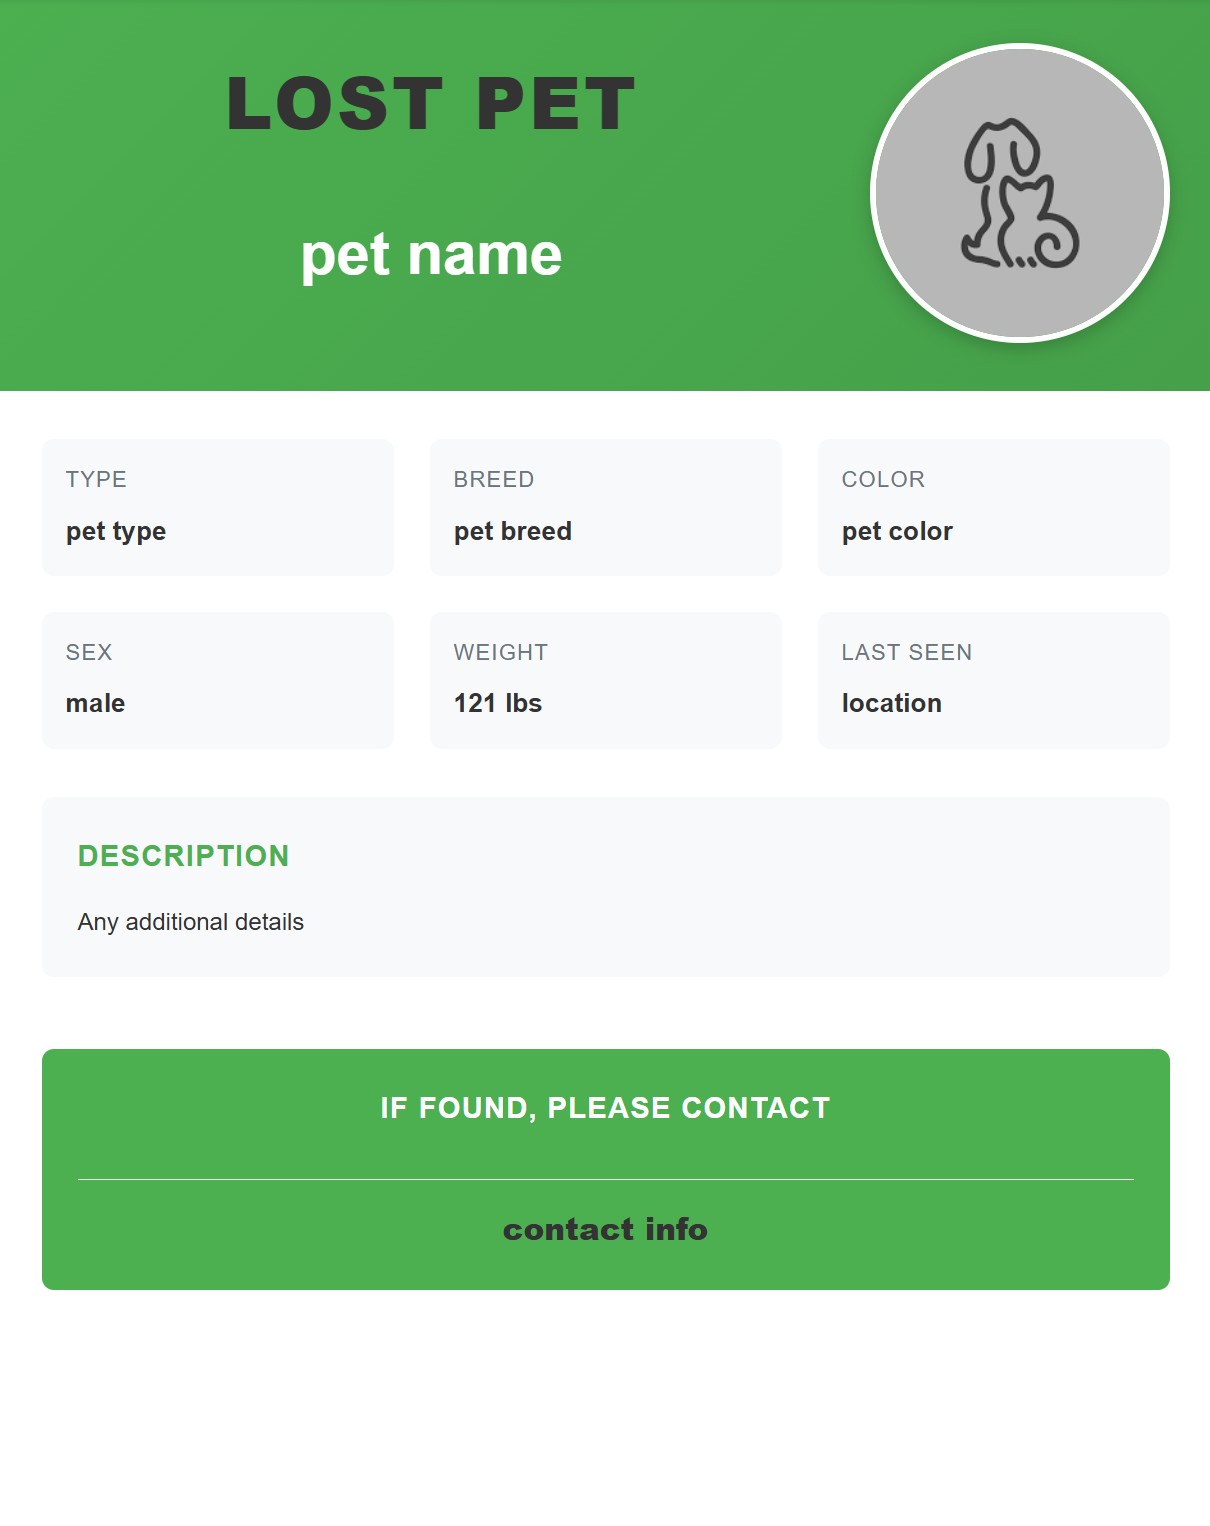 LOST PET
pet name
TYPE
pet type
BREED
pet breed
COLOR
pet color
SEX
male
WEIGHT
121 lbs
LAST SEEN
location
DESCRIPTION
Any additional details
IF FOUND, PLEASE CONTACT
contact info